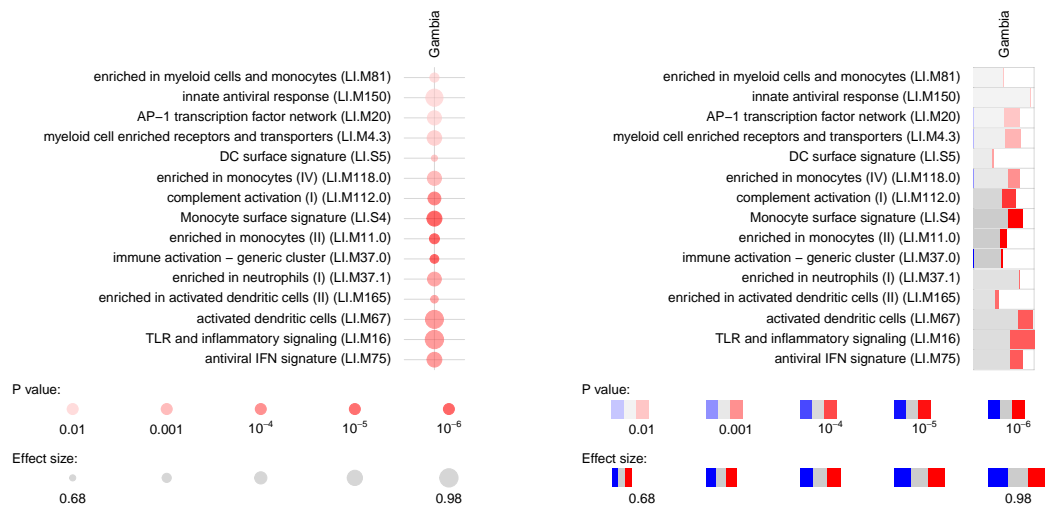 Gambia
enriched in myeloid cells and monocytes (LI.M81)
innate antiviral response (LI.M150)
AP−1 transcription factor network (LI.M20)
myeloid cell enriched receptors and transporters (LI.M4.3)
DC surface signature (LI.S5)
enriched in monocytes (IV) (LI.M118.0)
complement activation (I) (LI.M112.0)
Monocyte surface signature (LI.S4)
enriched in monocytes (II) (LI.M11.0)
immune activation − generic cluster (LI.M37.0)
enriched in neutrophils (I) (LI.M37.1)
enriched in activated dendritic cells (II) (LI.M165)
activated dendritic cells (LI.M67)
TLR and inflammatory signaling (LI.M16)
antiviral IFN signature (LI.M75)
P value:
0.01 0.001 10⁻⁴ 10⁻⁵ 10⁻⁶
Effect size:
0.68 0.98
Gambia
enriched in myeloid cells and monocytes (LI.M81)
innate antiviral response (LI.M150)
AP−1 transcription factor network (LI.M20)
myeloid cell enriched receptors and transporters (LI.M4.3)
DC surface signature (LI.S5)
enriched in monocytes (IV) (LI.M118.0)
complement activation (I) (LI.M112.0)
Monocyte surface signature (LI.S4)
enriched in monocytes (II) (LI.M11.0)
immune activation − generic cluster (LI.M37.0)
enriched in neutrophils (I) (LI.M37.1)
enriched in activated dendritic cells (II) (LI.M165)
activated dendritic cells (LI.M67)
TLR and inflammatory signaling (LI.M16)
antiviral IFN signature (LI.M75)
P value:
0.01 0.001 10⁻⁴ 10⁻⁵ 10⁻⁶
Effect size:
0.68 0.98